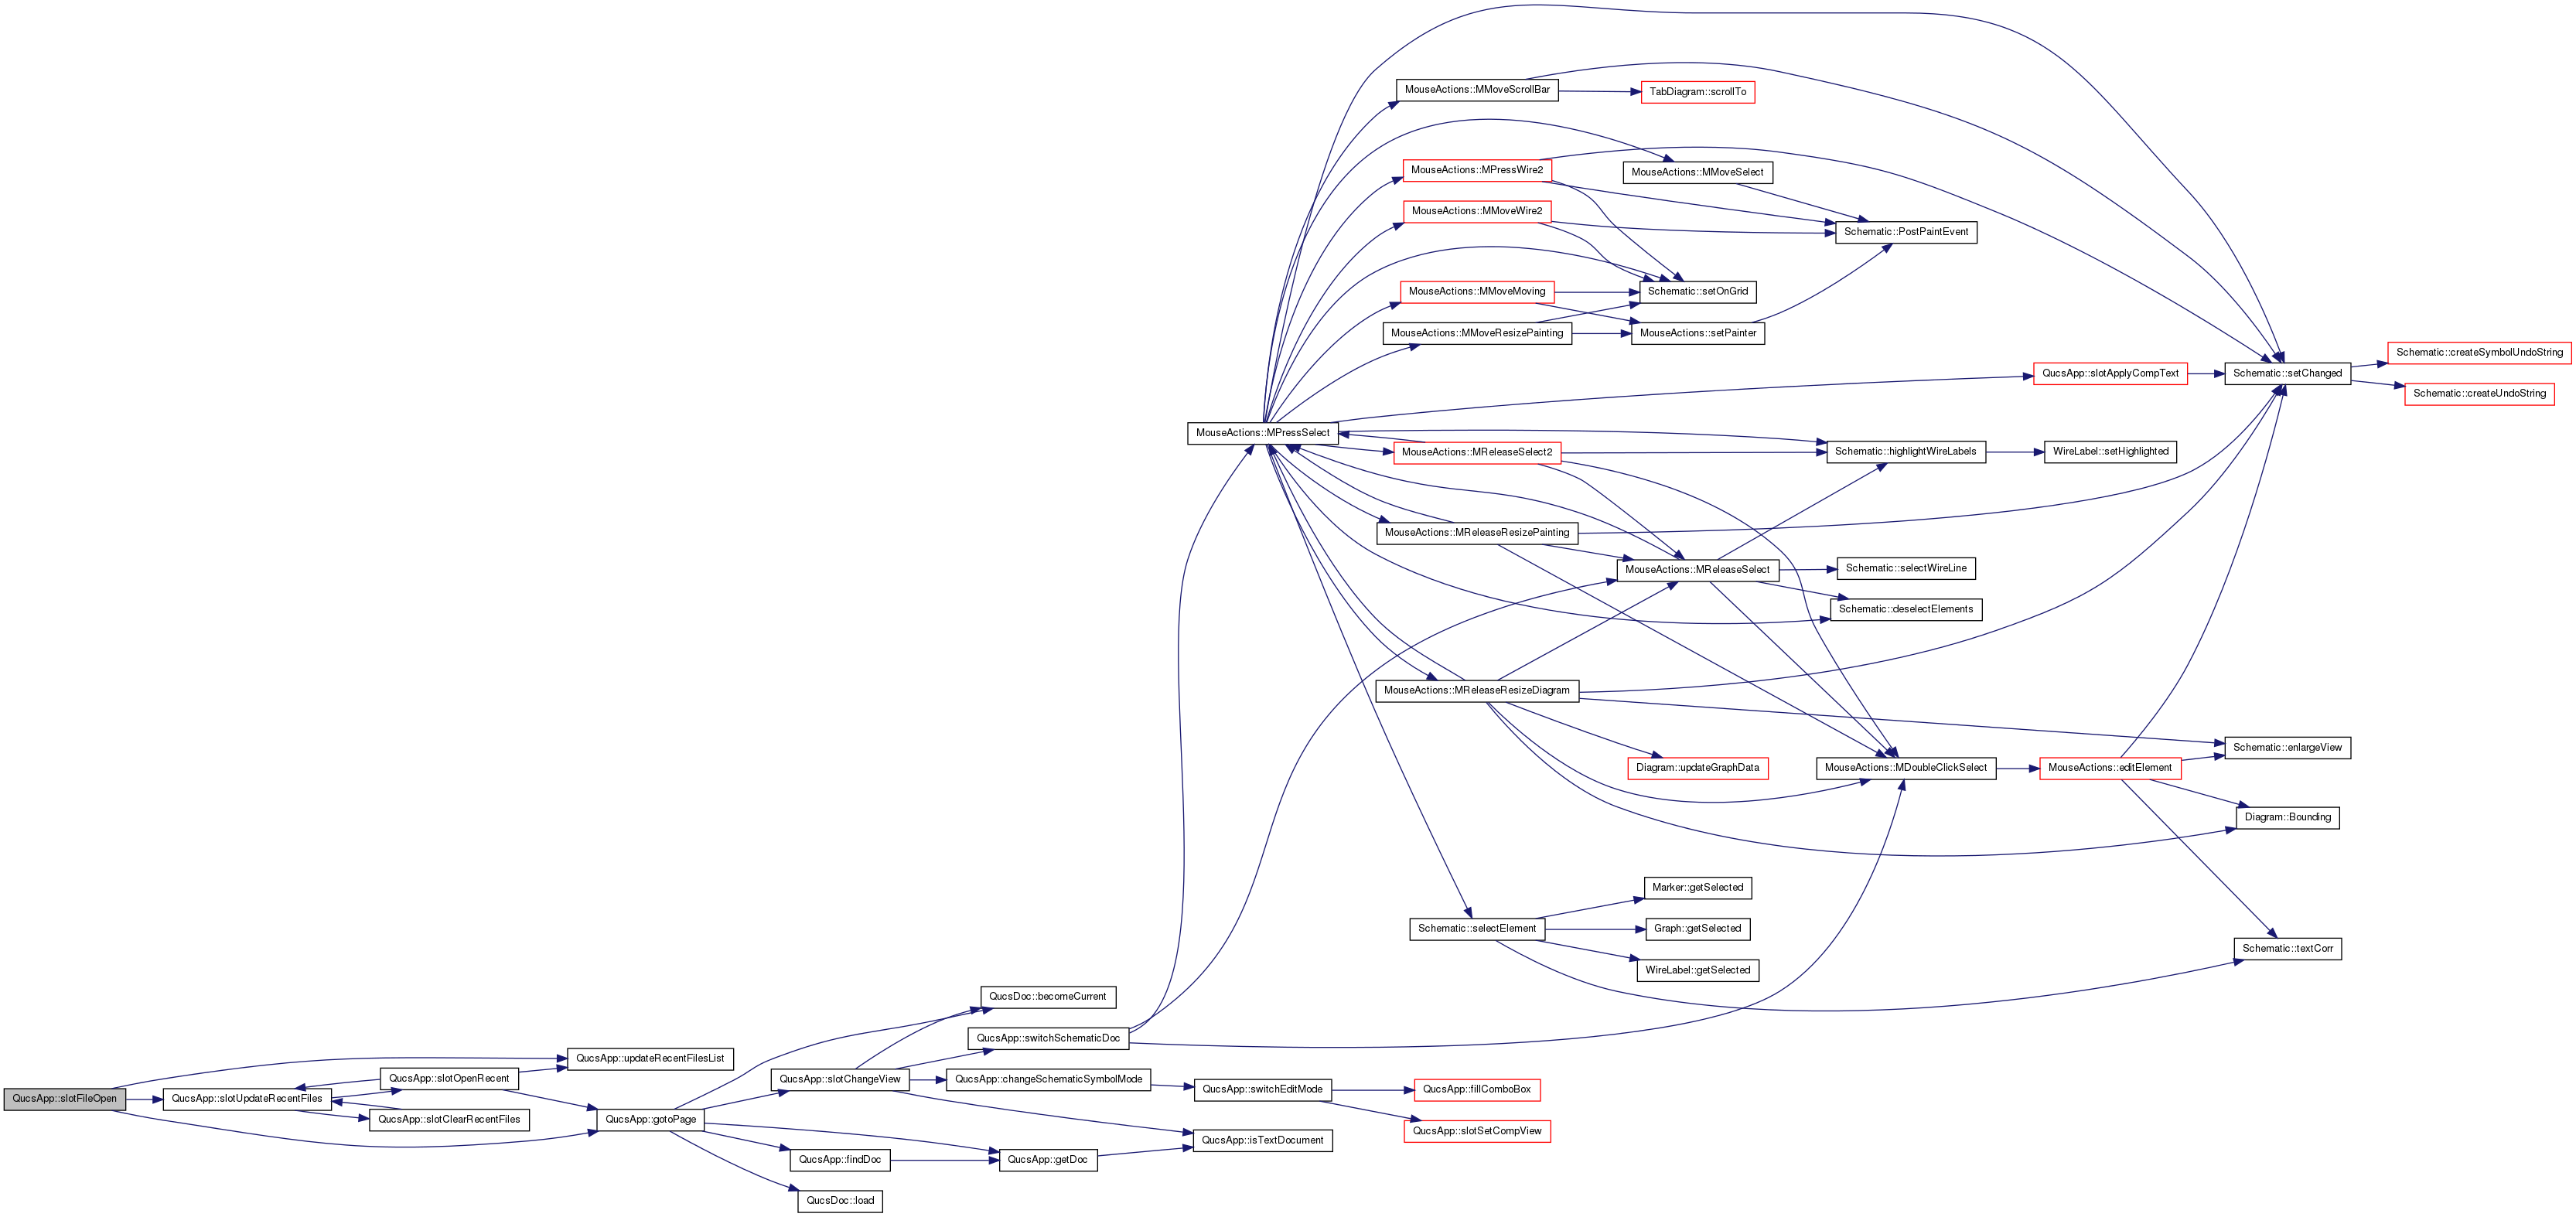 MouseActions::MMoveScrollBar
TabDiagram::scrollTo
MouseActions::MPressWire2
MouseActions::MMoveSelect
MouseActions::MMoveWire2
Schematic::PostPaintEvent
MouseActions::MMoveMoving
Schematic::setOnGrid
MouseActions::MMoveResizePainting
MouseActions::setPainter
Schematic::createSymbolUndoString
QucsApp::slotApplyCompText
Schematic::setChanged
Schematic::createUndoString
MouseActions::MPressSelect
MouseActions::MReleaseSelect2
Schematic::highlightWireLabels
WireLabel::setHighlighted
MouseActions::MReleaseResizePainting
MouseActions::MReleaseSelect
Schematic::selectWireLine
Schematic::deselectElements
MouseActions::MReleaseResizeDiagram
Schematic::enlargeView
Diagram::updateGraphData
MouseActions::MDoubleClickSelect
MouseActions::editElement
Diagram::Bounding
Marker::getSelected
Schematic::selectElement
Graph::getSelected
Schematic::textCorr
WireLabel::getSelected
QucsDoc::becomeCurrent
QucsApp::switchSchematicDoc
QucsApp::updateRecentFilesList
QucsApp::slotOpenRecent
QucsApp::slotChangeView
QucsApp::changeSchematicSymbolMode
QucsApp::switchEditMode
QucsApp::fillComboBox
QucsApp::slotFileOpen
QucsApp::slotUpdateRecentFiles
QucsApp::slotClearRecentFiles
QucsApp::gotoPage
QucsApp::slotSetCompView
QucsApp::isTextDocument
QucsApp::findDoc
QucsApp::getDoc
QucsDoc::load